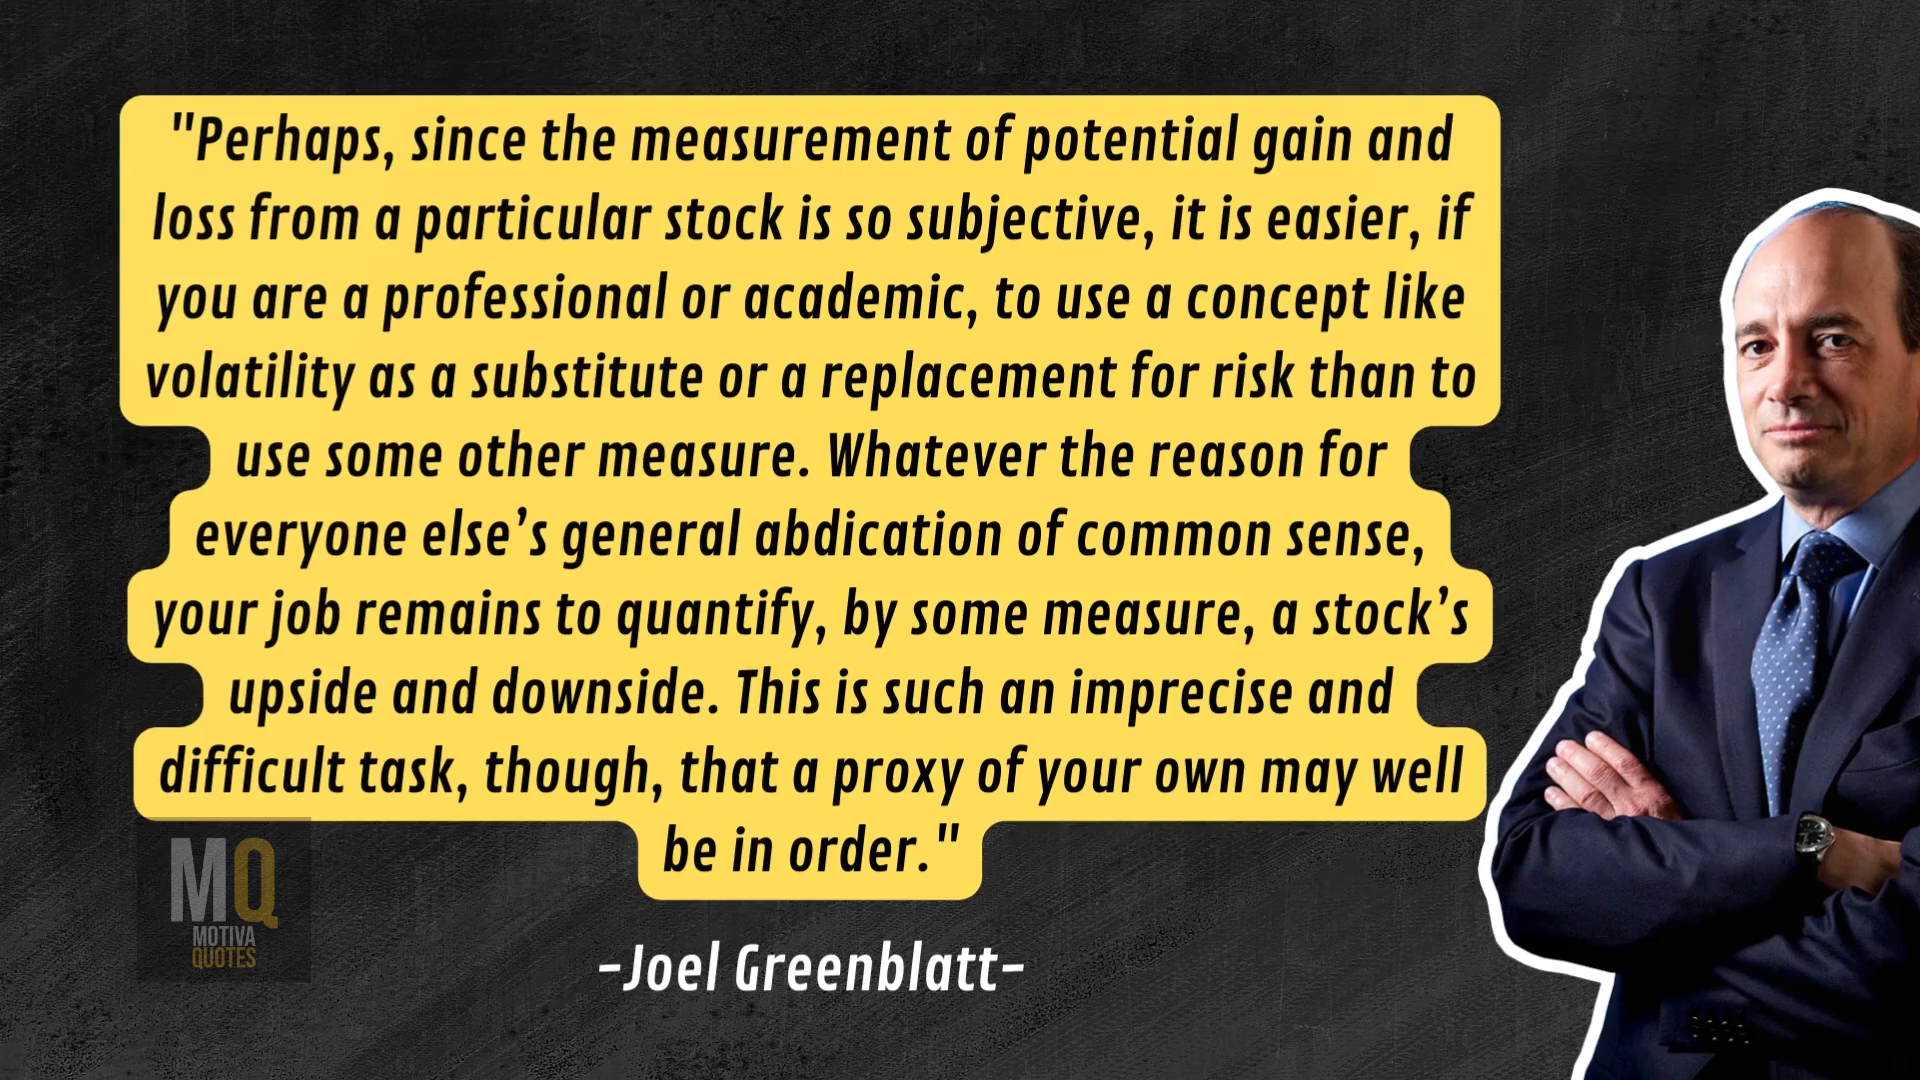 "Perhaps, since the measurement of potential gain and
loss from a particular stock is so subjective, it is easier, if
you are a professional or academic, to use a concept like
volatility as a substitute or a replacement for risk than to
use some other measure. Whatever the reason for
everyone else’s general abdication of common sense,
your job remains to quantify, by some measure, a stock’s
upside and downside. This is such an imprecise and
difficult task, though, that a proxy of your own may well
be in order."
MQ
MOTIVA
QUOTES
-Joel Greenblatt-